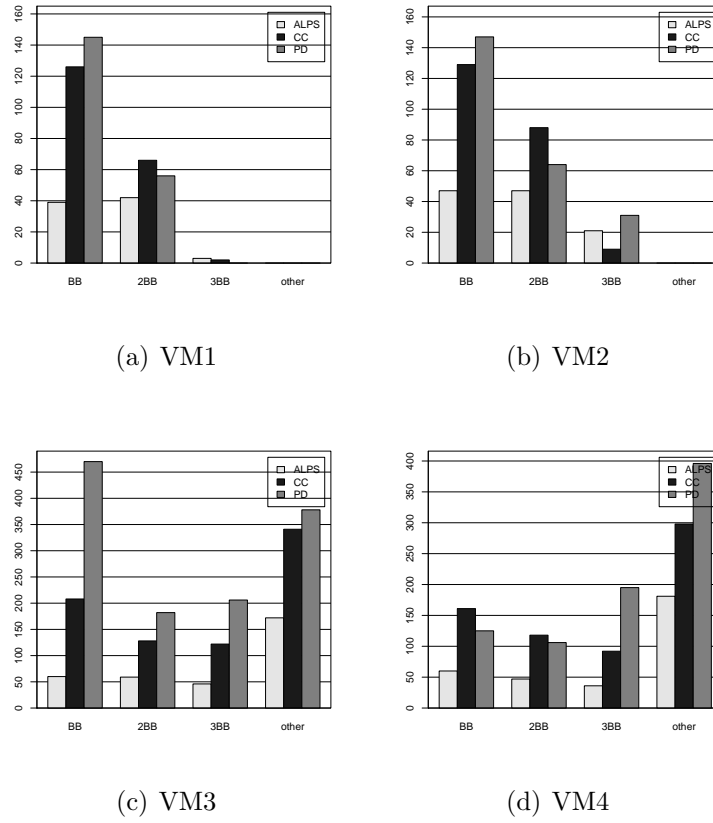 160
140
120
100
80
60
40
20
0
ALPS
CC
PD
BB 2BB 3BB other
(a) VM1
160
140
120
100
80
60
40
20
0
ALPS
CC
PD
BB 2BB 3BB other
(b) VM2
450
400
350
300
250
200
150
100
50
0
ALPS
CC
PD
BB 2BB 3BB other
(c) VM3
400
350
300
250
200
150
100
50
0
ALPS
CC
PD
BB 2BB 3BB other
(d) VM4